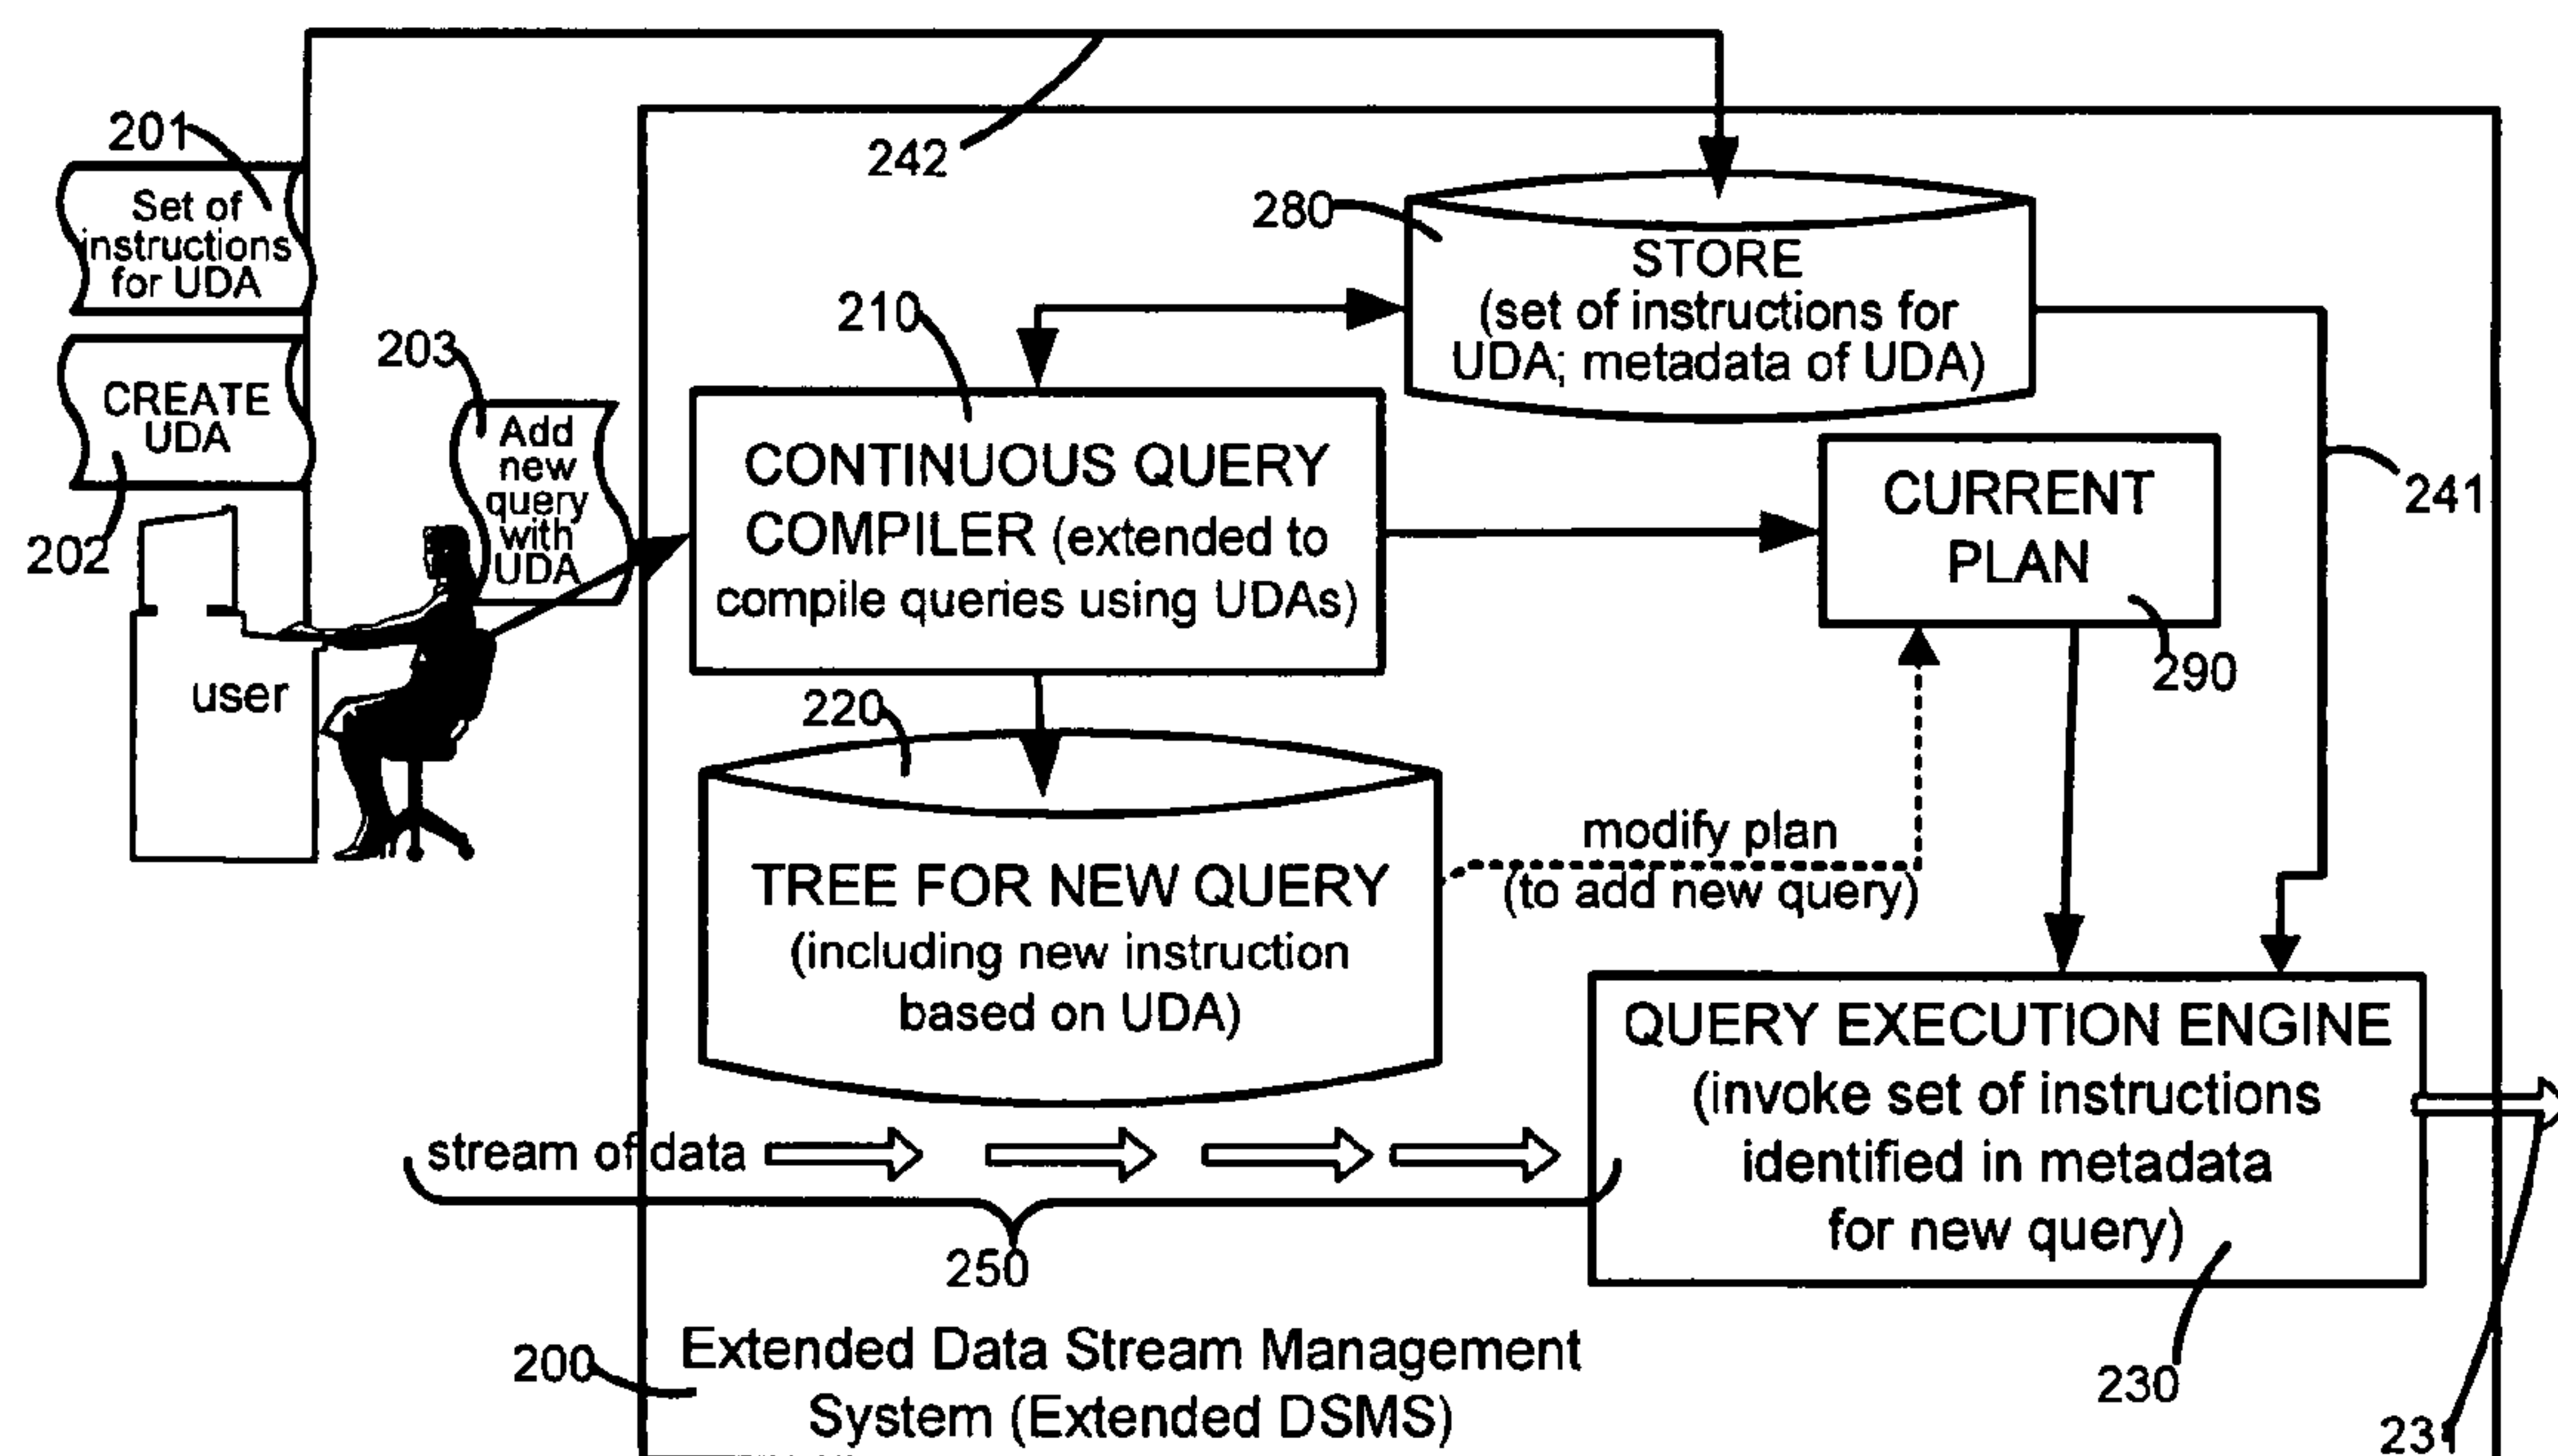 201
242
Set of
instructions
for UDA
280
STORE
(set of instructions for
UDA; metadata of UDA)
210
203
CREATE
UDA
Add
new
query
with
UDA
202
CONTINUOUS QUERY
COMPILER (extended to
compile queries using UDAs)
CURRENT
PLAN
241
290
user
220
modify plan
(to add new query)
TREE FOR NEW QUERY
(including new instruction
based on UDA)
QUERY EXECUTION ENGINE
(invoke set of instructions
identified in metadata
for new query)
stream of data
250
200
Extended Data Stream Management
System (Extended DSMS)
230
231